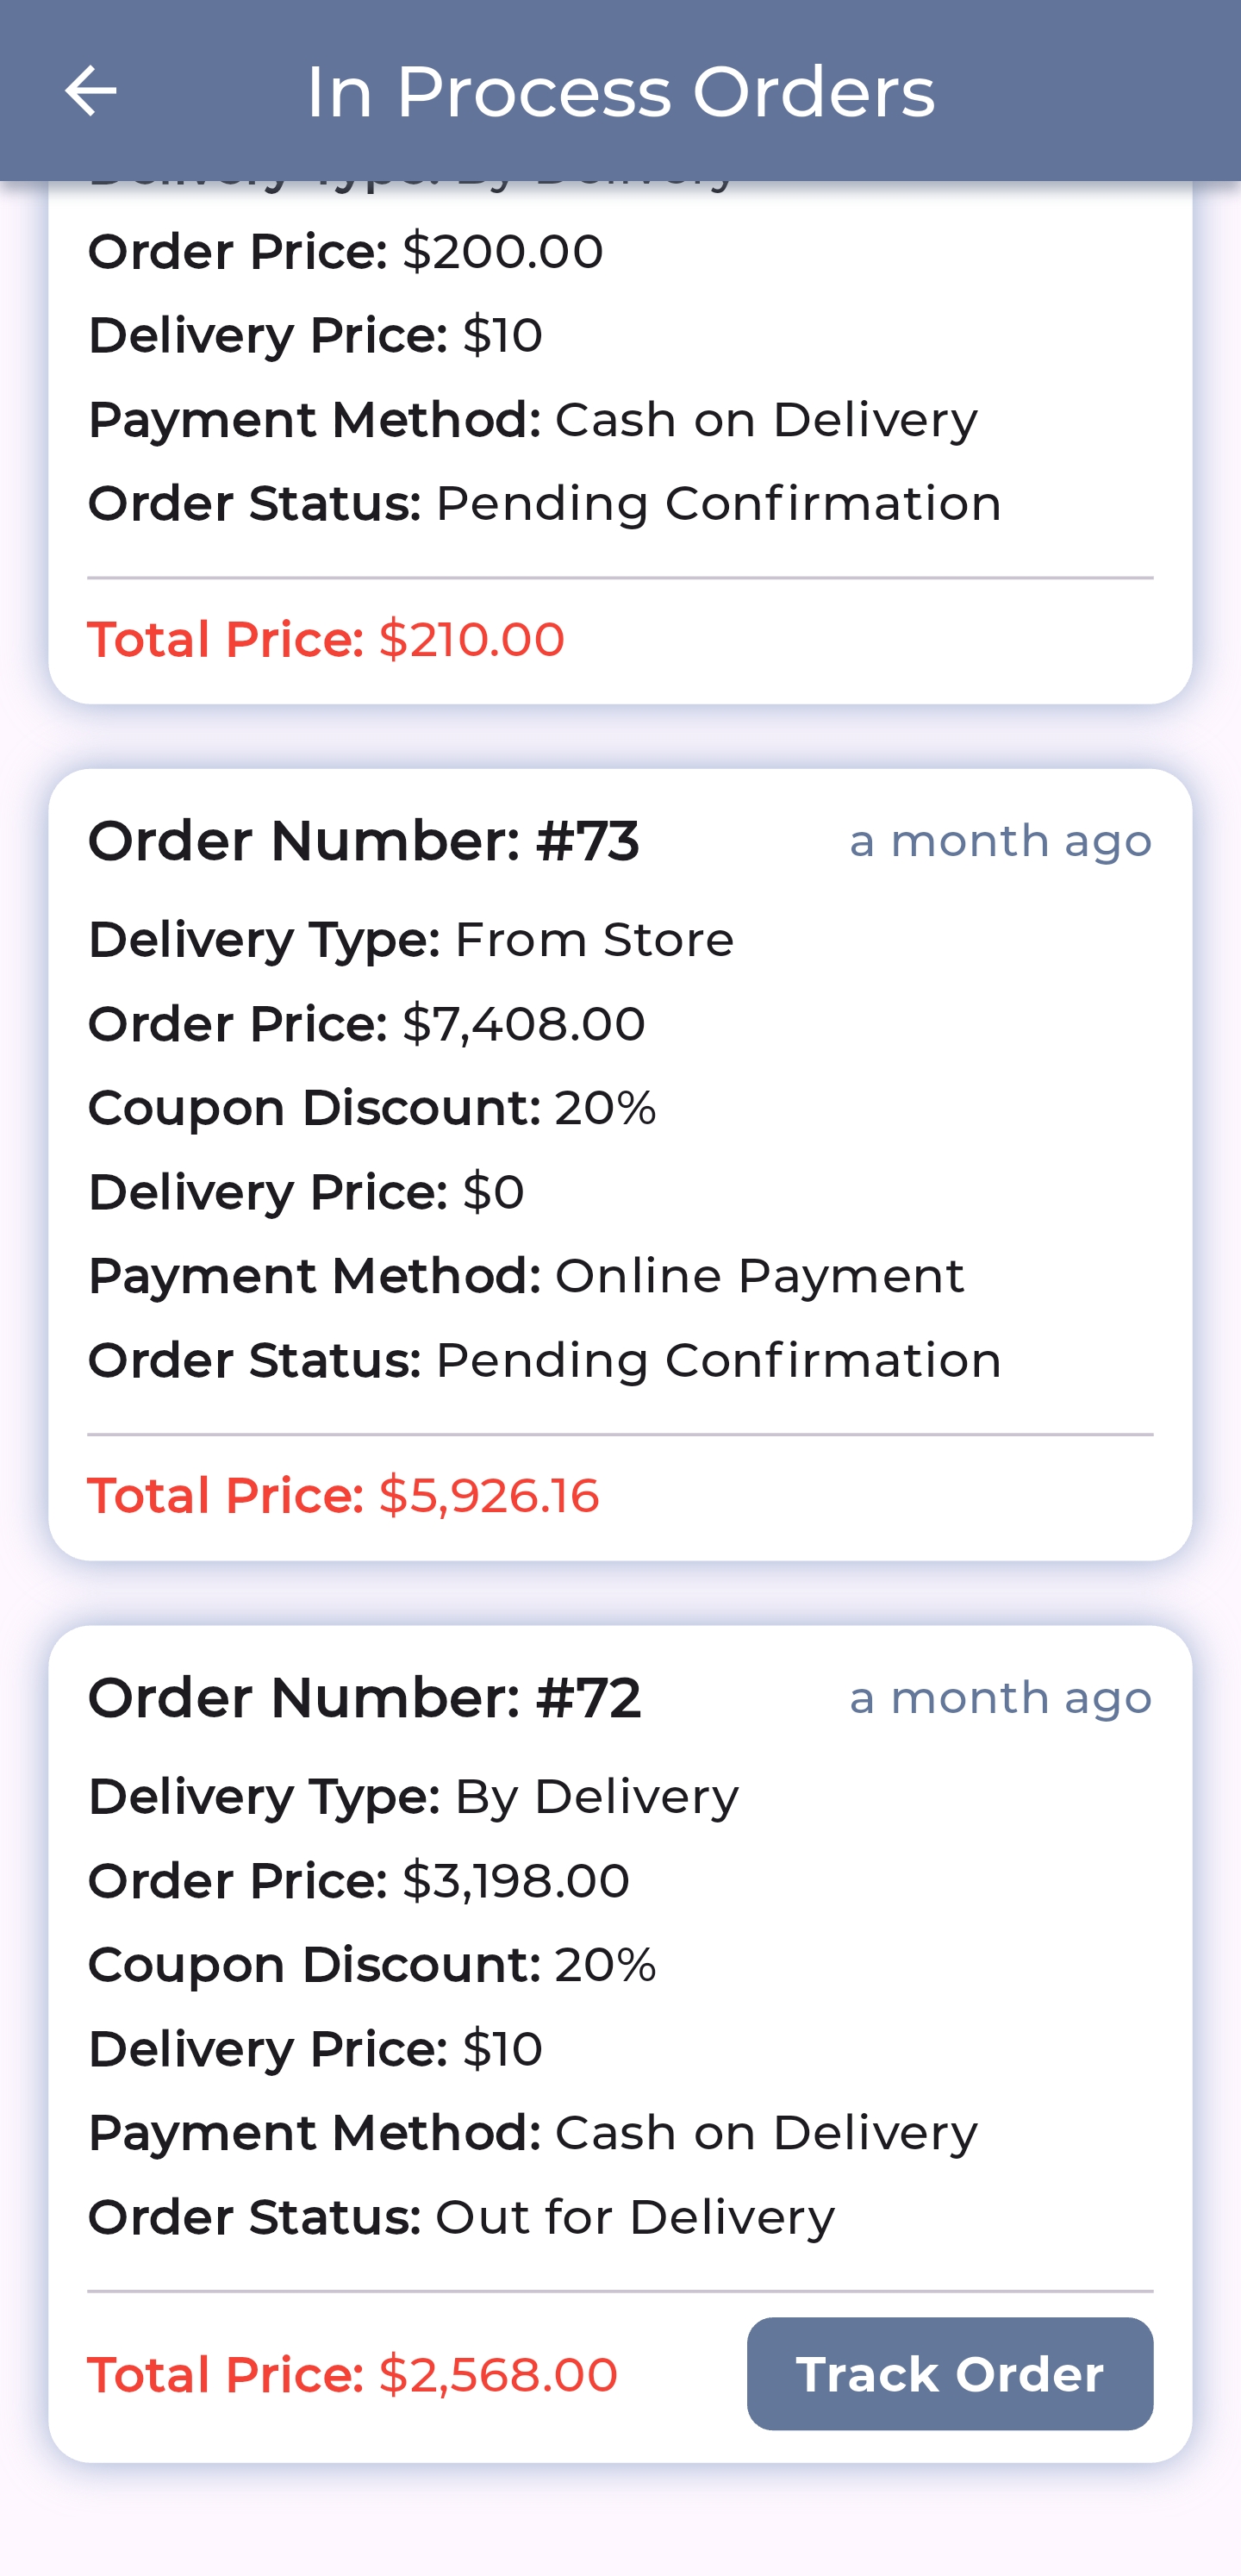 In Process Orders
Delivery Type: By Delivery
Order Price: $200.00
Delivery Price: $10
Payment Method: Cash on Delivery
Order Status: Pending Confirmation
Total Price: $210.00
Order Number: #73 a month ago
Delivery Type: From Store
Order Price: $7,408.00
Coupon Discount: 20%
Delivery Price: $0
Payment Method: Online Payment
Order Status: Pending Confirmation
Total Price: $5,926.16
Order Number: #72 a month ago
Delivery Type: By Delivery
Order Price: $3,198.00
Coupon Discount: 20%
Delivery Price: $10
Payment Method: Cash on Delivery
Order Status: Out for Delivery
Total Price: $2,568.00 Track Order